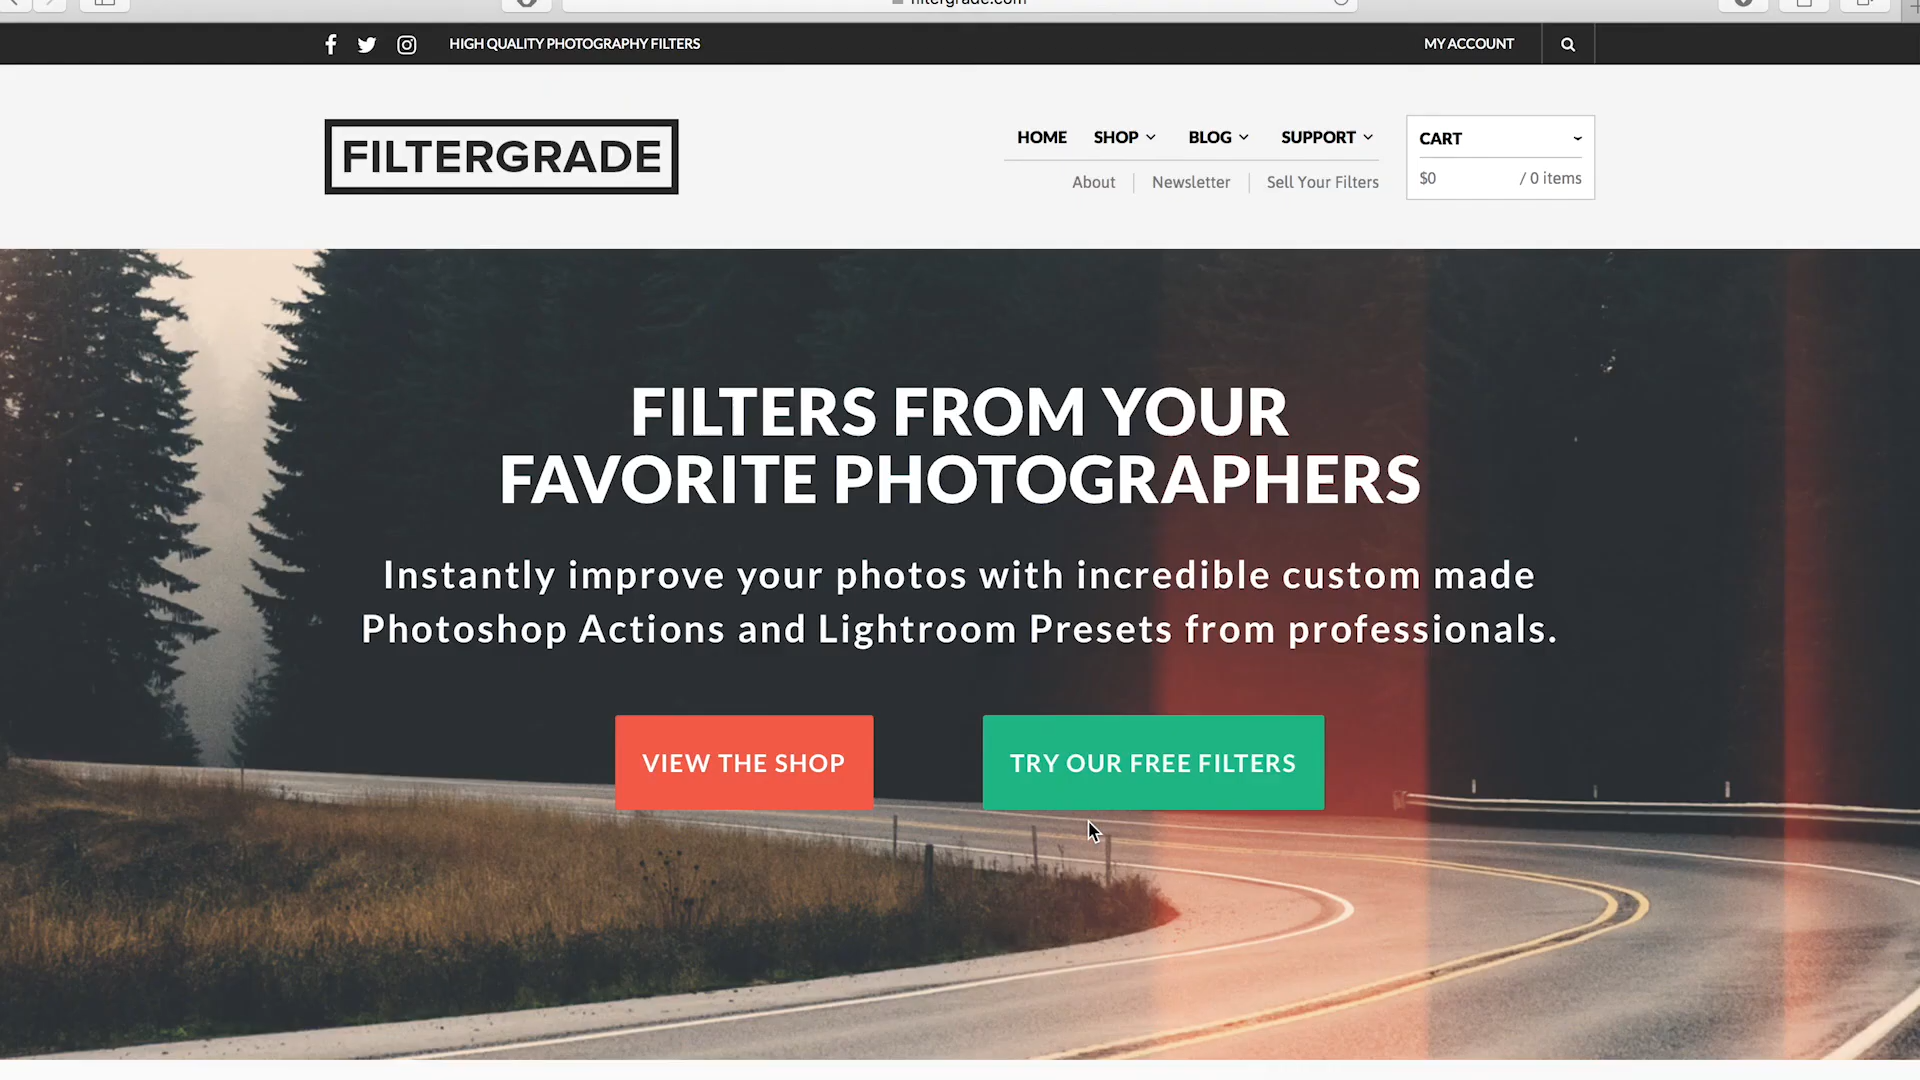 HIGH QUALITY PHOTOGRAPHY FILTERS
MY ACCOUNT
FILTERGRADE
HOME SHOP BLOG SUPPORT
About Newsletter Sell Your Filters
CART
$0 / 0 items
FILTERS FROM YOUR
FAVORITE PHOTOGRAPHERS
Instantly improve your photos with incredible custom made
Photoshop Actions and Lightroom Presets from professionals.
VIEW THE SHOP
TRY OUR FREE FILTERS